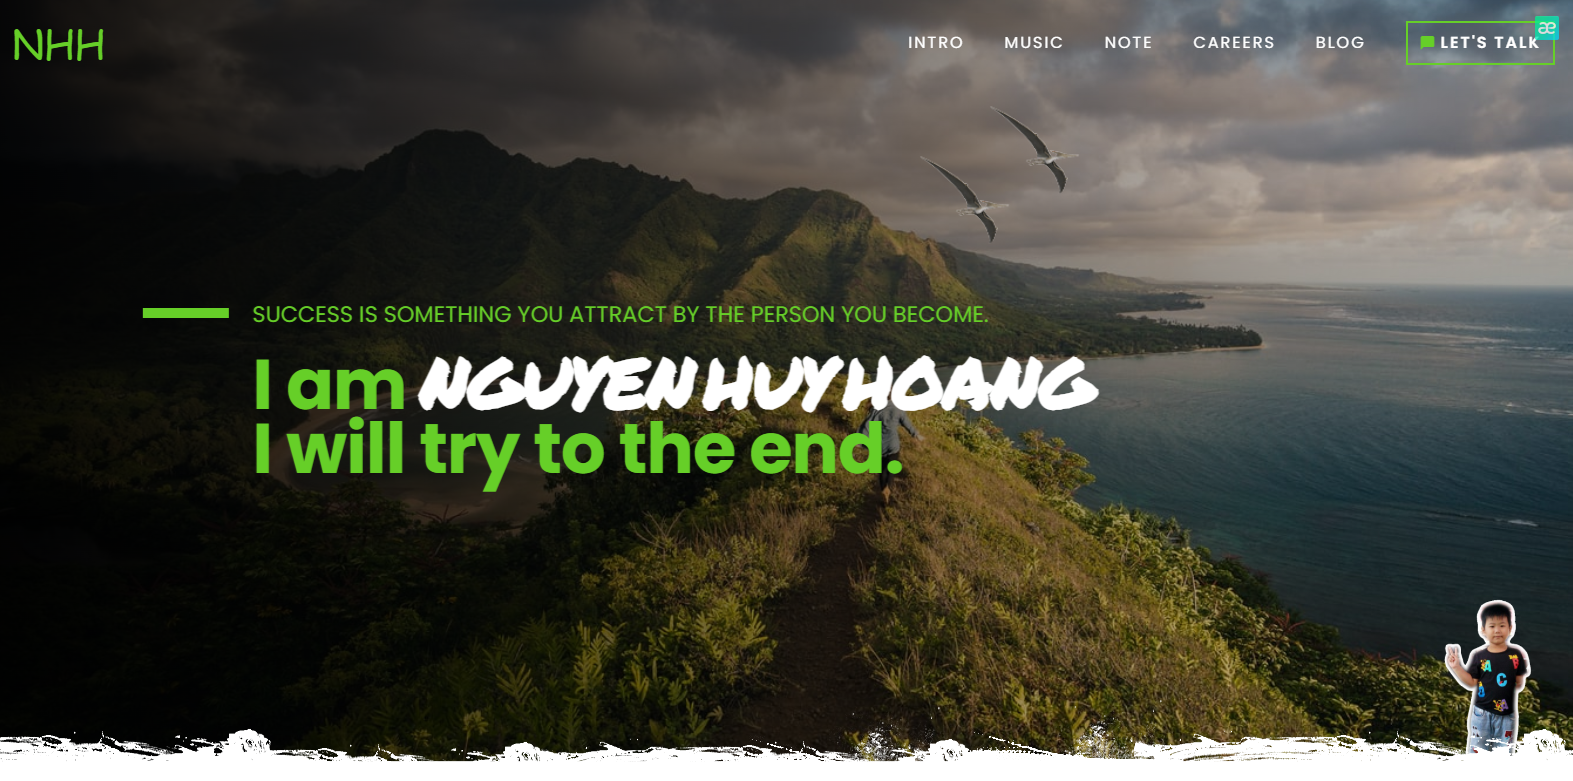 NHH
INTRO MUSIC NOTE CAREERS BLOG LET'S TALK
æ
SUCCESS IS SOMETHING YOU ATTRACT BY THE PERSON YOU BECOME.
I am NGUYEN HUY HOANG
I will try to the end.
A
C
A